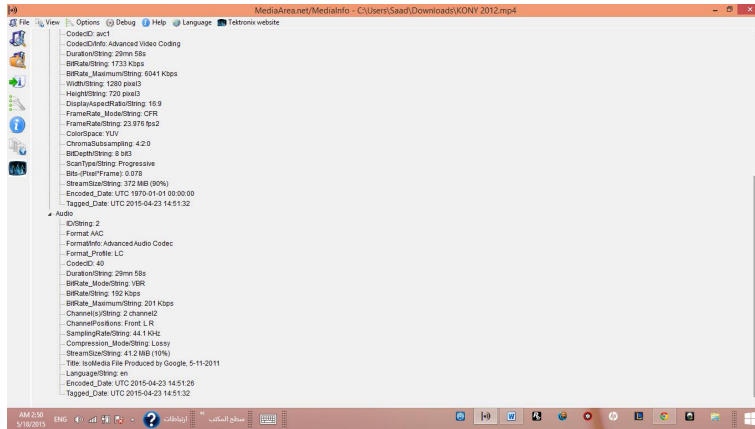 MediaArea.net/MediaInfo - C:\Users\Saad\Downloads\KONY 2012.mp4
File View Options Debug Help Language Tektronix website
CodecID: avc1
CodecID/Info: Advanced Video Coding
Duration/String: 29mn 58s
BitRate/String: 1733 Kbps
BitRate_Maximum/String: 6041 Kbps
Width/String: 1280 pixel3
Height/String: 720 pixel3
DisplayAspectRatio/String: 16:9
FrameRate_Mode/String: CFR
FrameRate/String: 23.976 fps2
ColorSpace: YUV
ChromaSubsampling: 4:2:0
BitDepth/String: 8 bit3
ScanType/String: Progressive
Bits-(Pixel*Frame): 0.078
StreamSize/String: 372 MiB (90%)
Encoded_Date: UTC 1970-01-01 00:00:00
Tagged_Date: UTC 2015-04-23 14:51:32
Audio
ID/String: 2
Format: AAC
Format/Info: Advanced Audio Codec
Format_Profile: LC
CodecID: 40
Duration/String: 29mn 58s
BitRate_Mode/String: VBR
BitRate/String: 192 Kbps
BitRate_Maximum/String: 201 Kbps
Channel(s)/String: 2 channel2
ChannelPositions: Front: L R
SamplingRate/String: 44.1 KHz
Compression_Mode/String: Lossy
StreamSize/String: 41.2 MiB (10%)
Title: IsoMedia File Produced by Google, 5-11-2011
Language/String: en
Encoded_Date: UTC 2015-04-23 14:51:26
Tagged_Date: UTC 2015-04-23 14:51:32
AM 2:50 ENG ارتباطات سطح المكتب
5/18/2015